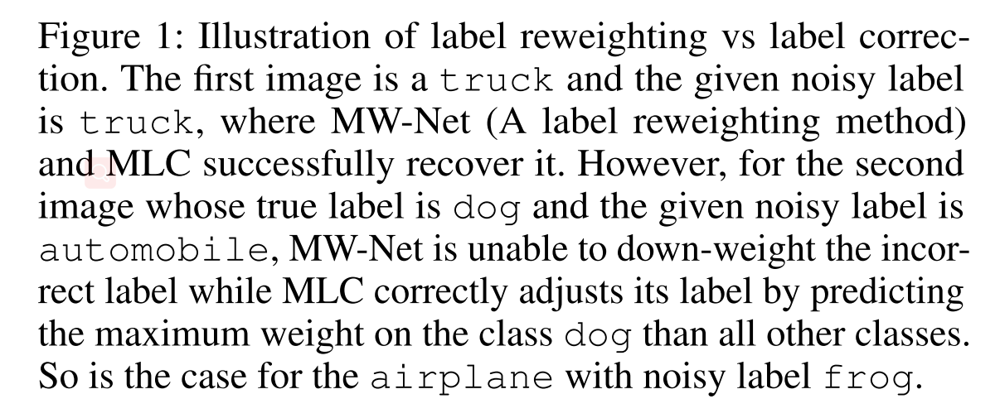 Figure 1: Illustration of label reweighting vs label correc-
tion. The first image is a truck and the given noisy label
is truck, where MW-Net (A label reweighting method)
and MLC successfully recover it. However, for the second
image whose true label is dog and the given noisy label is
automobile, MW-Net is unable to down-weight the incor-
rect label while MLC correctly adjusts its label by predicting
the maximum weight on the class dog than all other classes.
So is the case for the airplane with noisy label frog.